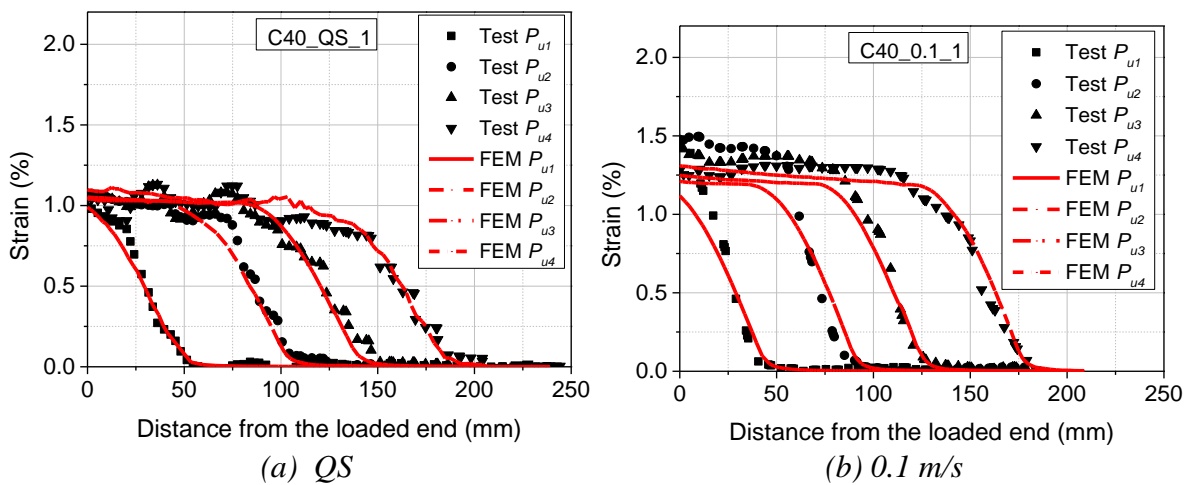 C40_QS_1
Test Pu1
Test Pu2
Test Pu3
Test Pu4
FEM Pu1
FEM Pu2
FEM Pu3
FEM Pu4
2.0
1.5
1.0
0.5
0.0
Strain (%)
0 50 100 150 200 250
Distance from the loaded end (mm)
(a) QS
C40_0.1_1
Test Pu1
Test Pu2
Test Pu3
Test Pu4
FEM Pu1
FEM Pu2
FEM Pu3
FEM Pu4
2.0
1.5
1.0
0.5
0.0
Strain (%)
0 50 100 150 200 250
Distance from the loaded end (mm)
(b) 0.1 m/s